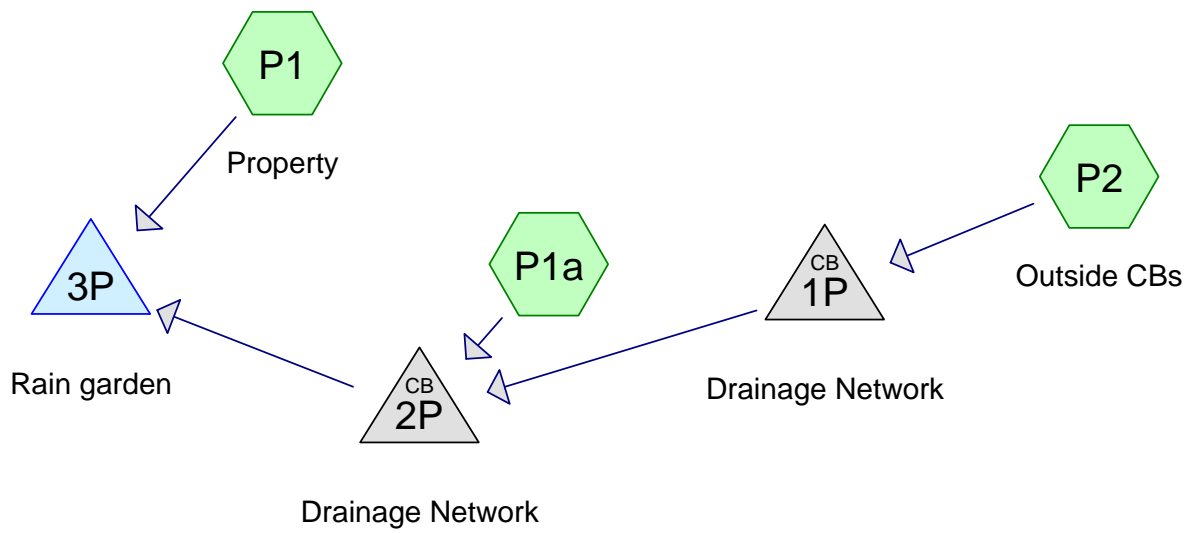 P1
Property
P2
Outside CBs
3P
Rain garden
P1a
CB
1P
Drainage Network
CB
2P
Drainage Network